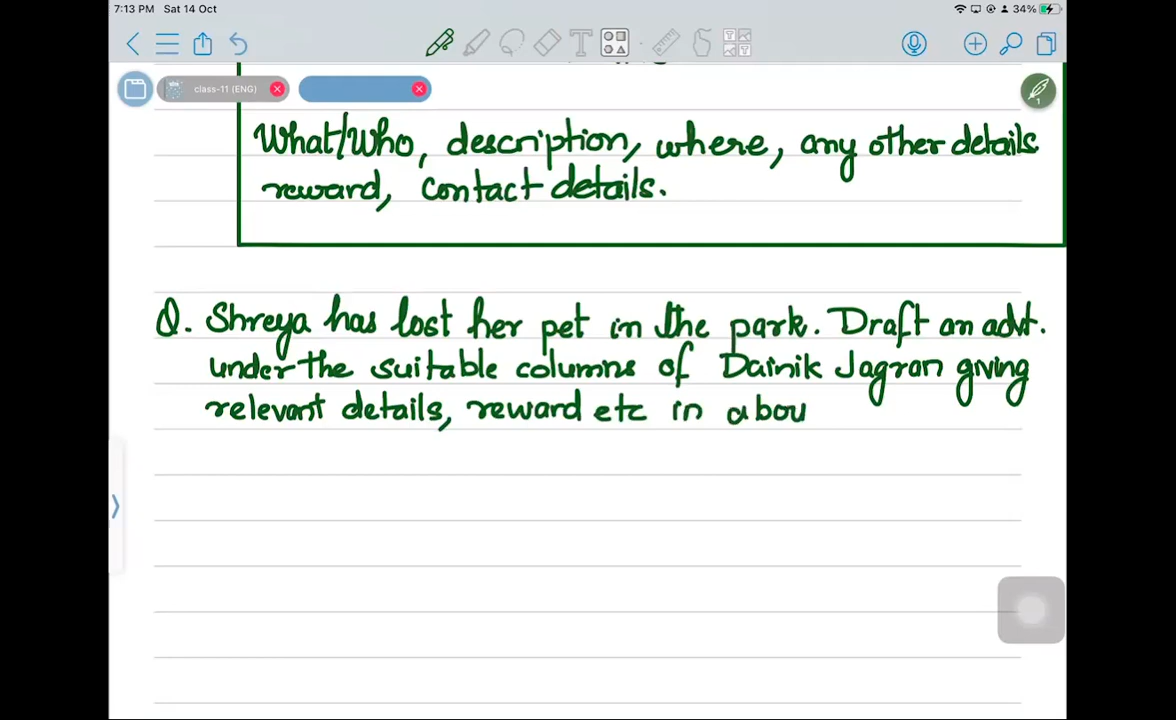 7:13 PM Sat 14 Oct 34%
class-11 (ENG)
What/Who, description, where, any other details
reward, contact details.
Q. Shreya has lost her pet in the park. Draft an advt.
under the suitable columns of Dainik Jagran giving
relevant details, reward etc in abou